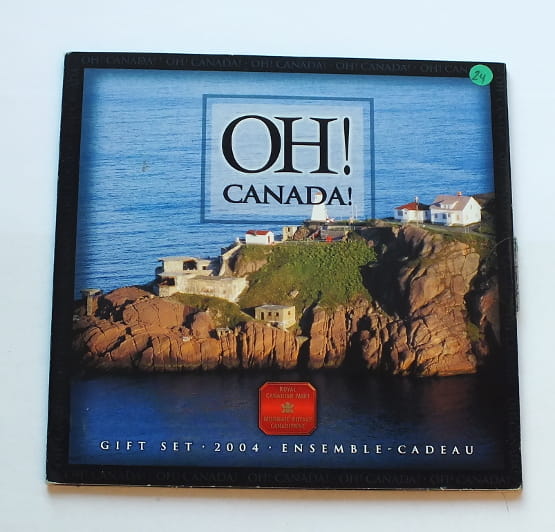 OH! CANADA! · OH! CANADA! · OH! CANADA! · OH! CANADA! · OH! CANADA!
24
OH!
CANADA!
ROYAL
CANADIAN MINT
MONNAIE ROYALE
CANADIENNE
GIFT SET · 2004 · ENSEMBLE-CADEAU